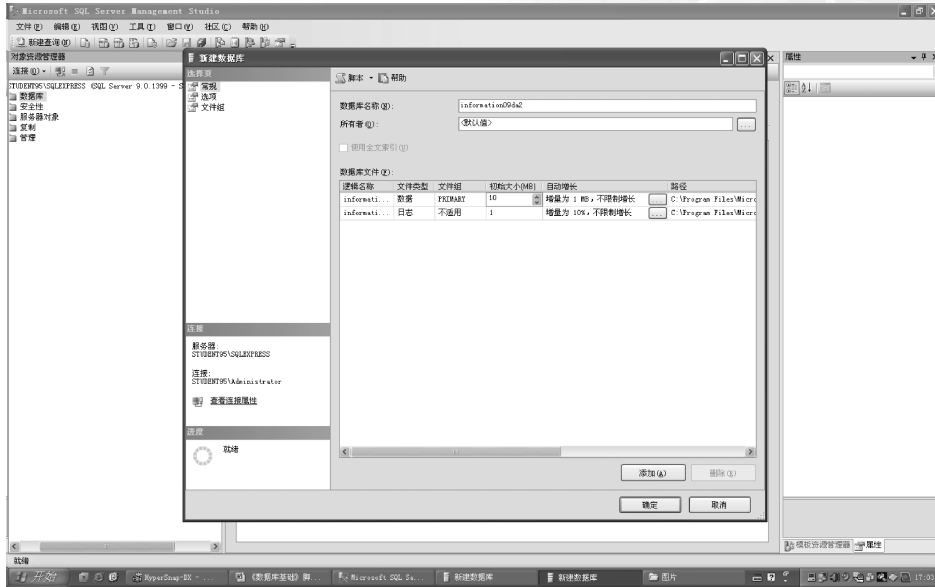 Microsoft SQL Server Management Studio
文件(F) 编辑(E) 视图(V) 工具(T) 窗口(W) 社区(C) 帮助(H)
新建查询(N)
对象资源管理器
连接(O)
STUDENT95\SQLEXPRESS (SQL Server 9.0.1399 - S
数据库
安全性
服务器对象
复制
管理
新建数据库
选择页
常规
选项
文件组
脚本 帮助
数据库名称(N): information09da2
所有者(O): <默认值> ...
使用全文索引(U)
数据库文件(F):
逻辑名称 文件类型 文件组 初始大小(MB) 自动增长 路径
informati... 数据 PRIMARY 10 增量为 1 MB，不限制增长 ... C:\Program Files\Micro
informati... 日志 不适用 1 增量为 10%，不限制增长 ... C:\Program Files\Micro
连接
服务器:
STUDENT95\SQLEXPRESS
连接:
STUDENT95\Administrator
查看连接属性
进度
就绪
添加(A) 删除(R)
确定 取消
属性
模板资源管理器 属性
就绪
开始 HyperSnap-DX - ... 《数据库基础》脚... Microsoft SQL Se... 新建数据库 新建数据库 图片